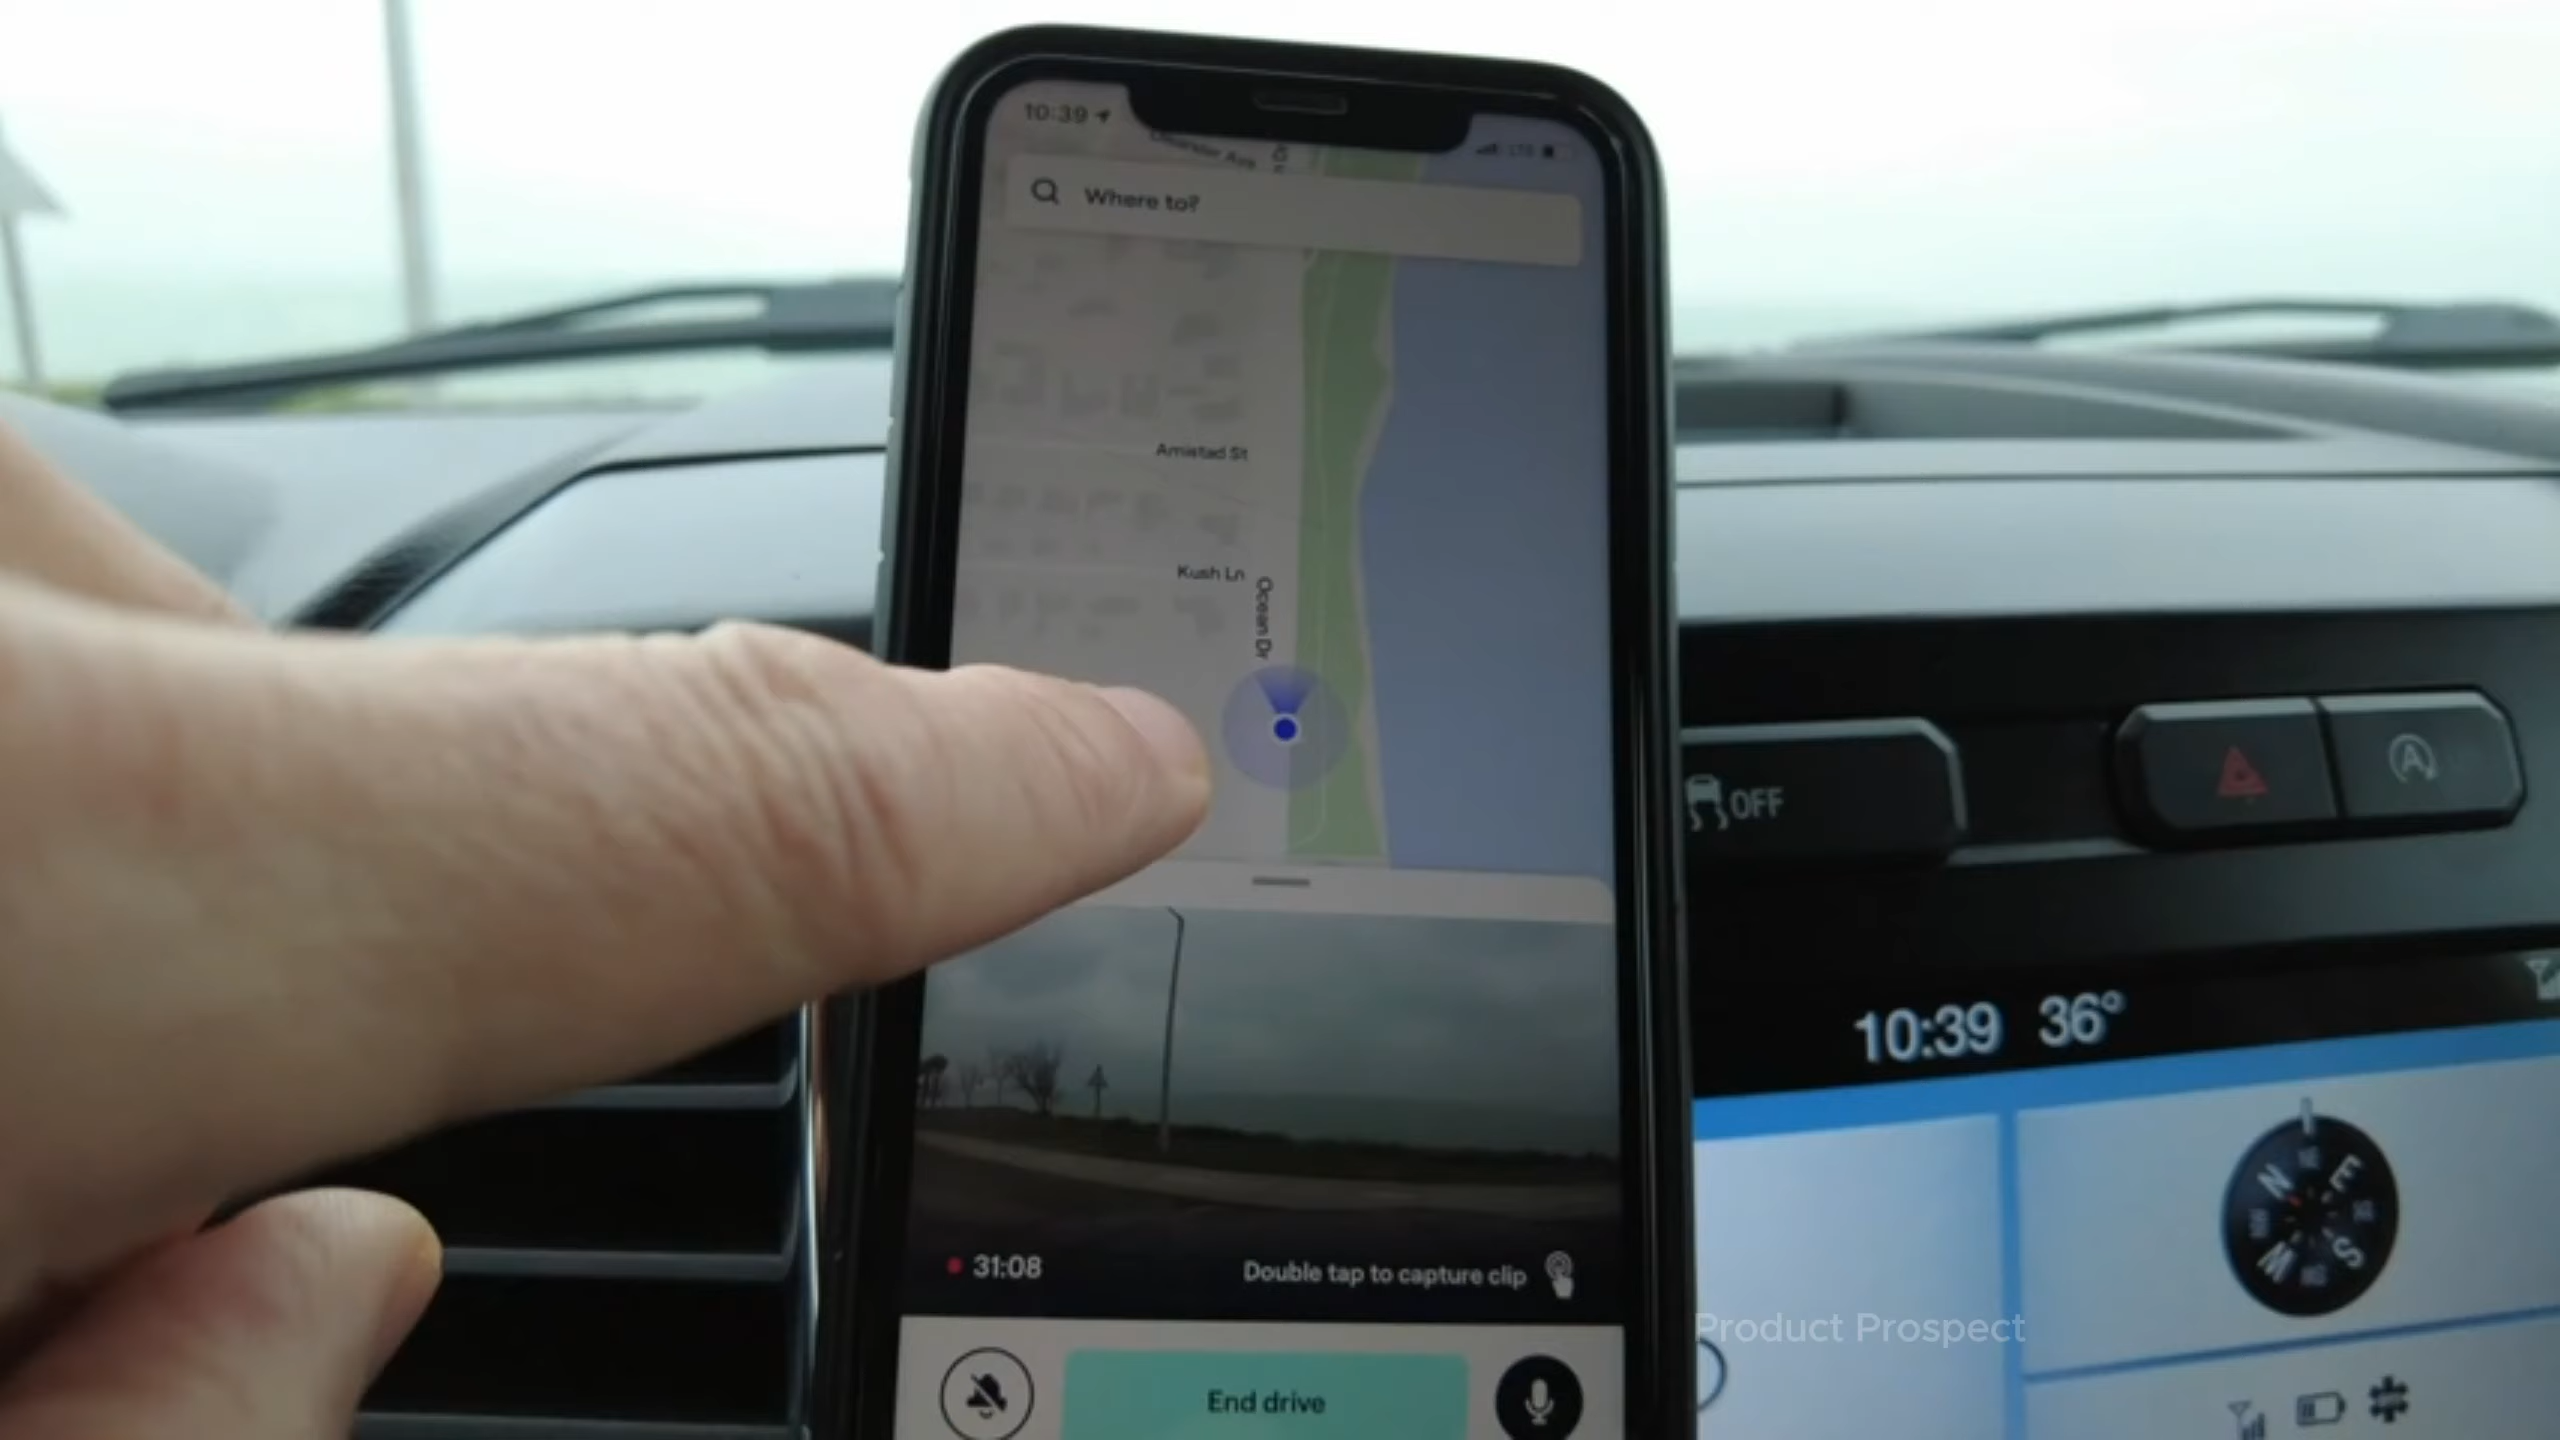 10:39
LTE
Where to?
Amistad St
Kush Ln
Ocean Dr
OFF
A
10:39 36°
N
E
S
W
31:08
Double tap to capture clip
Product Prospect
End drive